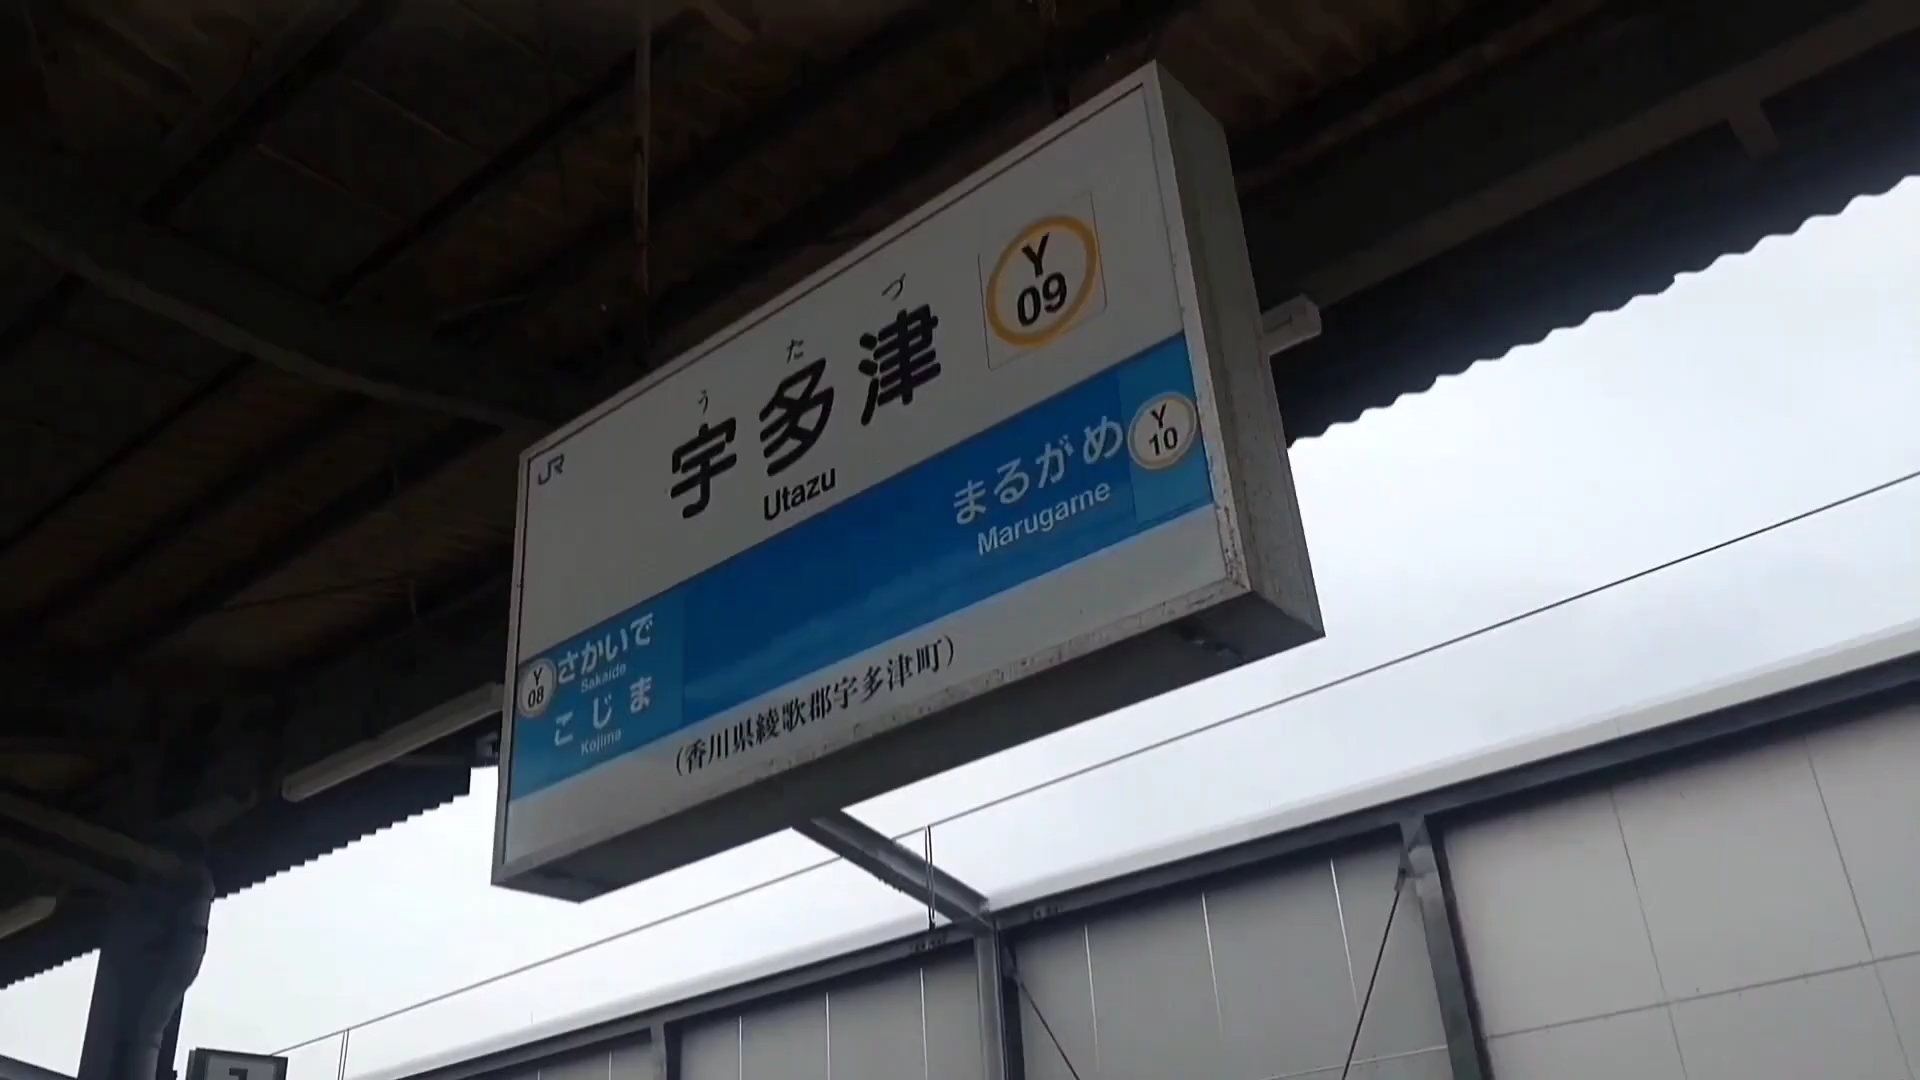 JR
う た づ
宇多津
Utazu
Y
09
まるがめ
Marugame
Y
10
Y
08
さかいで
Sakaide
こじま
Kojima
(香川県綾歌郡宇多津町)